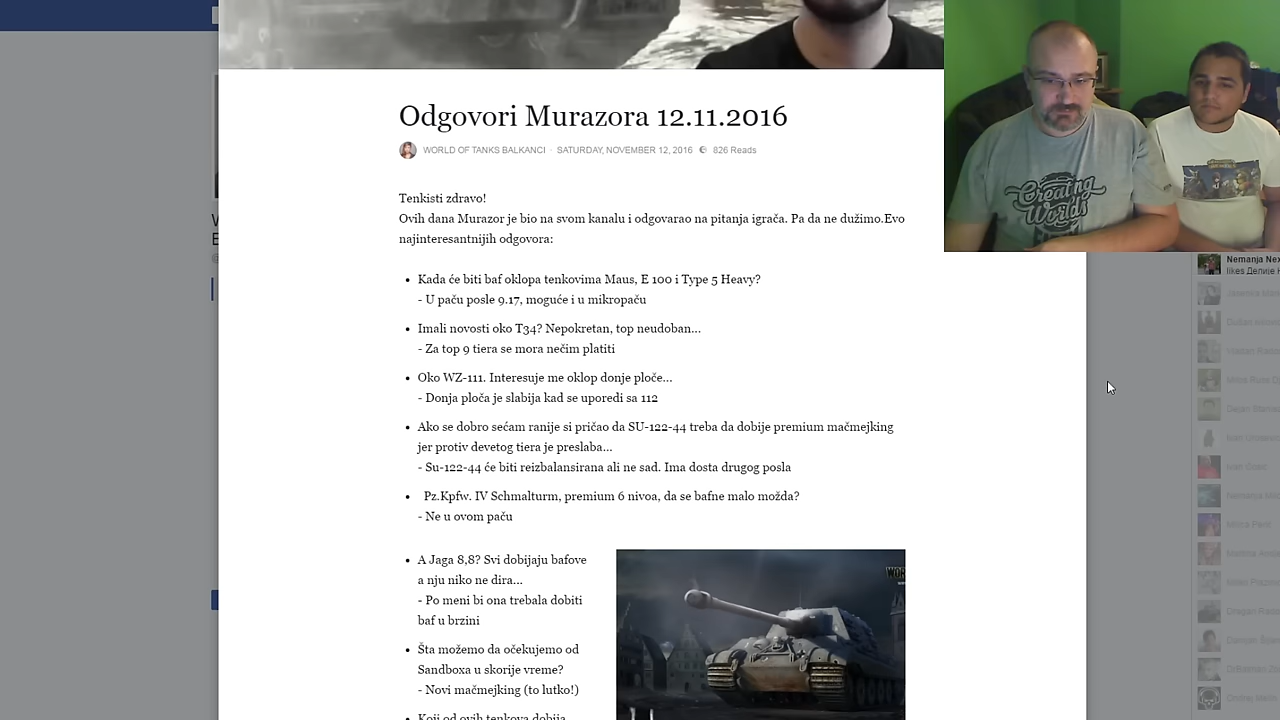 Odgovori Murazora 12.11.2016
WORLD OF TANKS BALKANCI · SATURDAY, NOVEMBER 12, 2016 826 Reads
Tenkisti zdravo!
Ovih dana Murazor je bio na svom kanalu i odgovarao na pitanja igrača. Pa da ne dužimo.Evo
najinteresantnijih odgovora:
• Kada će biti baf oklopa tenkovima Maus, E 100 i Type 5 Heavy?
- U paču posle 9.17, moguće i u mikropaču
• Imali novosti oko T34? Nepokretan, top neudoban...
- Za top 9 tiera se mora nečim platiti
• Oko WZ-111. Interesuje me oklop donje ploče...
- Donja ploča je slabija kad se uporedi sa 112
• Ako se dobro sećam ranije si pričao da SU-122-44 treba da dobije premium mačmejking
jer protiv devetog tiera je preslaba...
- Su-122-44 će biti reizbalansirana ali ne sad. Ima dosta drugog posla
• Pz.Kpfw. IV Schmalturm, premium 6 nivoa, da se bafne malo možda?
- Ne u ovom paču
• A Jaga 8,8? Svi dobijaju bafove
a nju niko ne dira...
- Po meni bi ona trebala dobiti
baf u brzini
• Šta možemo da očekujemo od
Sandboxa u skorije vreme?
- Novi mačmejking (to lutko!)
• Koji od ovih tenkova dobija
Creating
Worlds
Nemanja Nex
likes Делије